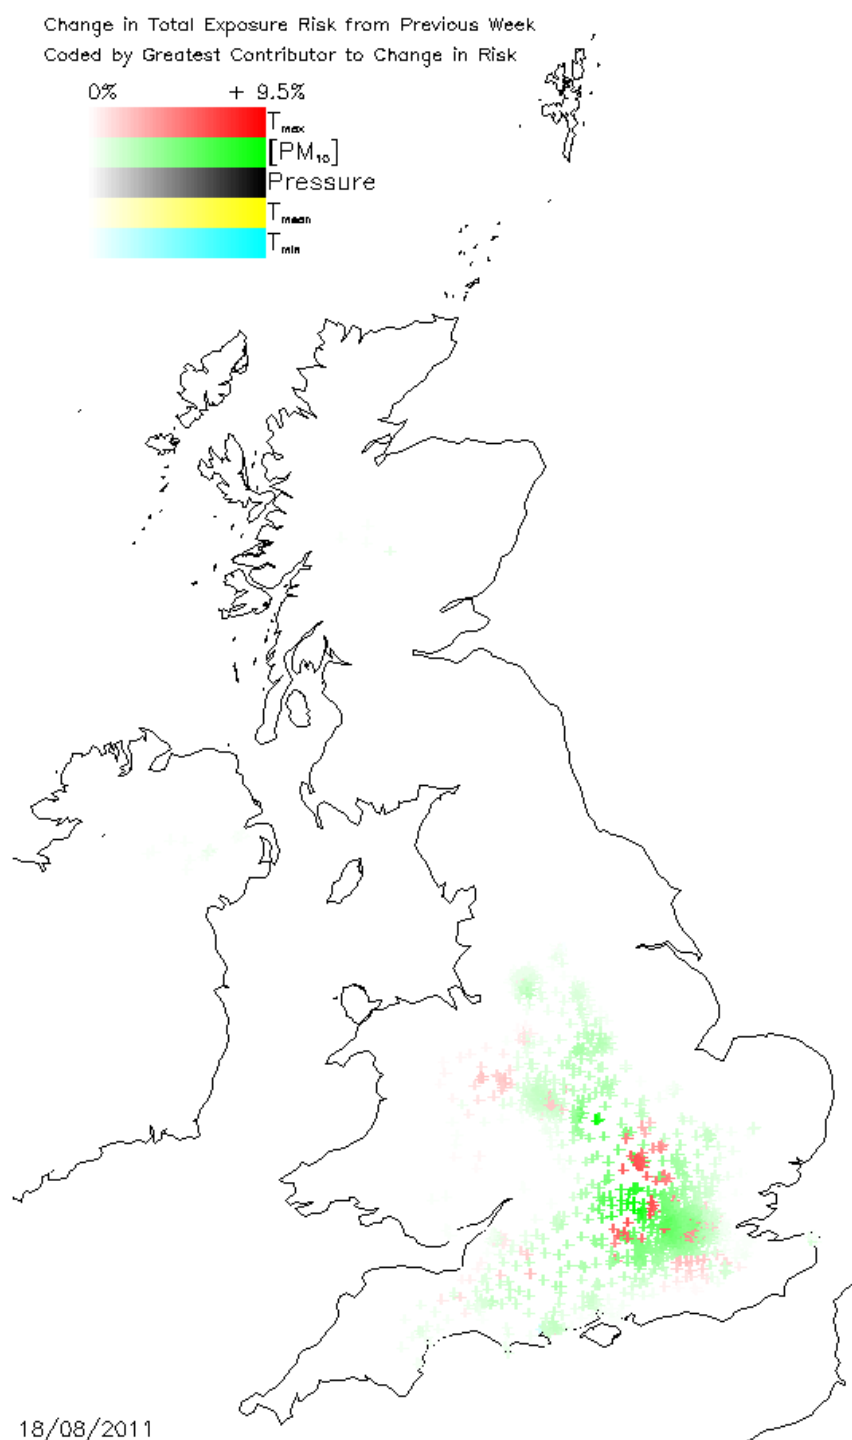 Change in Total Exposure Risk from Previous Week
Coded by Greatest Contributor to Change in Risk
0% + 9.5%
Tmax
[PM10]
Pressure
Tmean
Tmin
18/08/2011